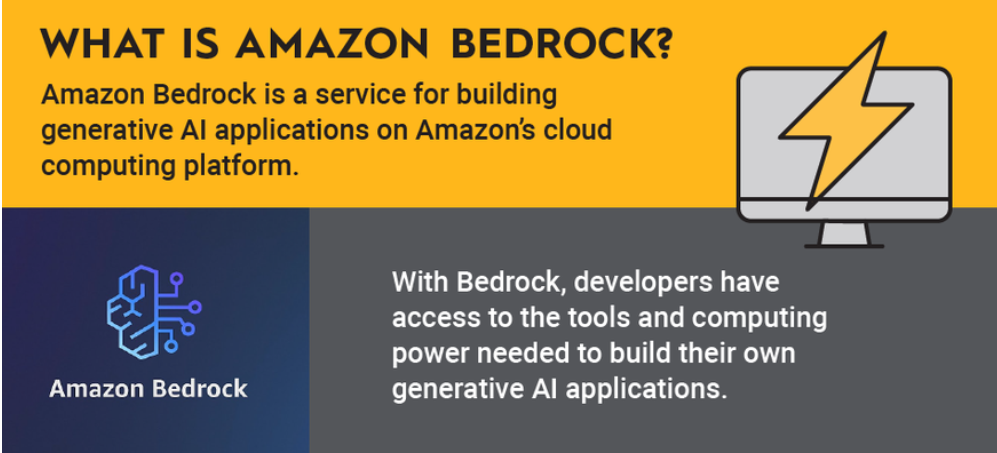 WHAT IS AMAZON BEDROCK?
Amazon Bedrock is a service for building
generative AI applications on Amazon’s cloud
computing platform.
Amazon Bedrock
With Bedrock, developers have
access to the tools and computing
power needed to build their own
generative AI applications.